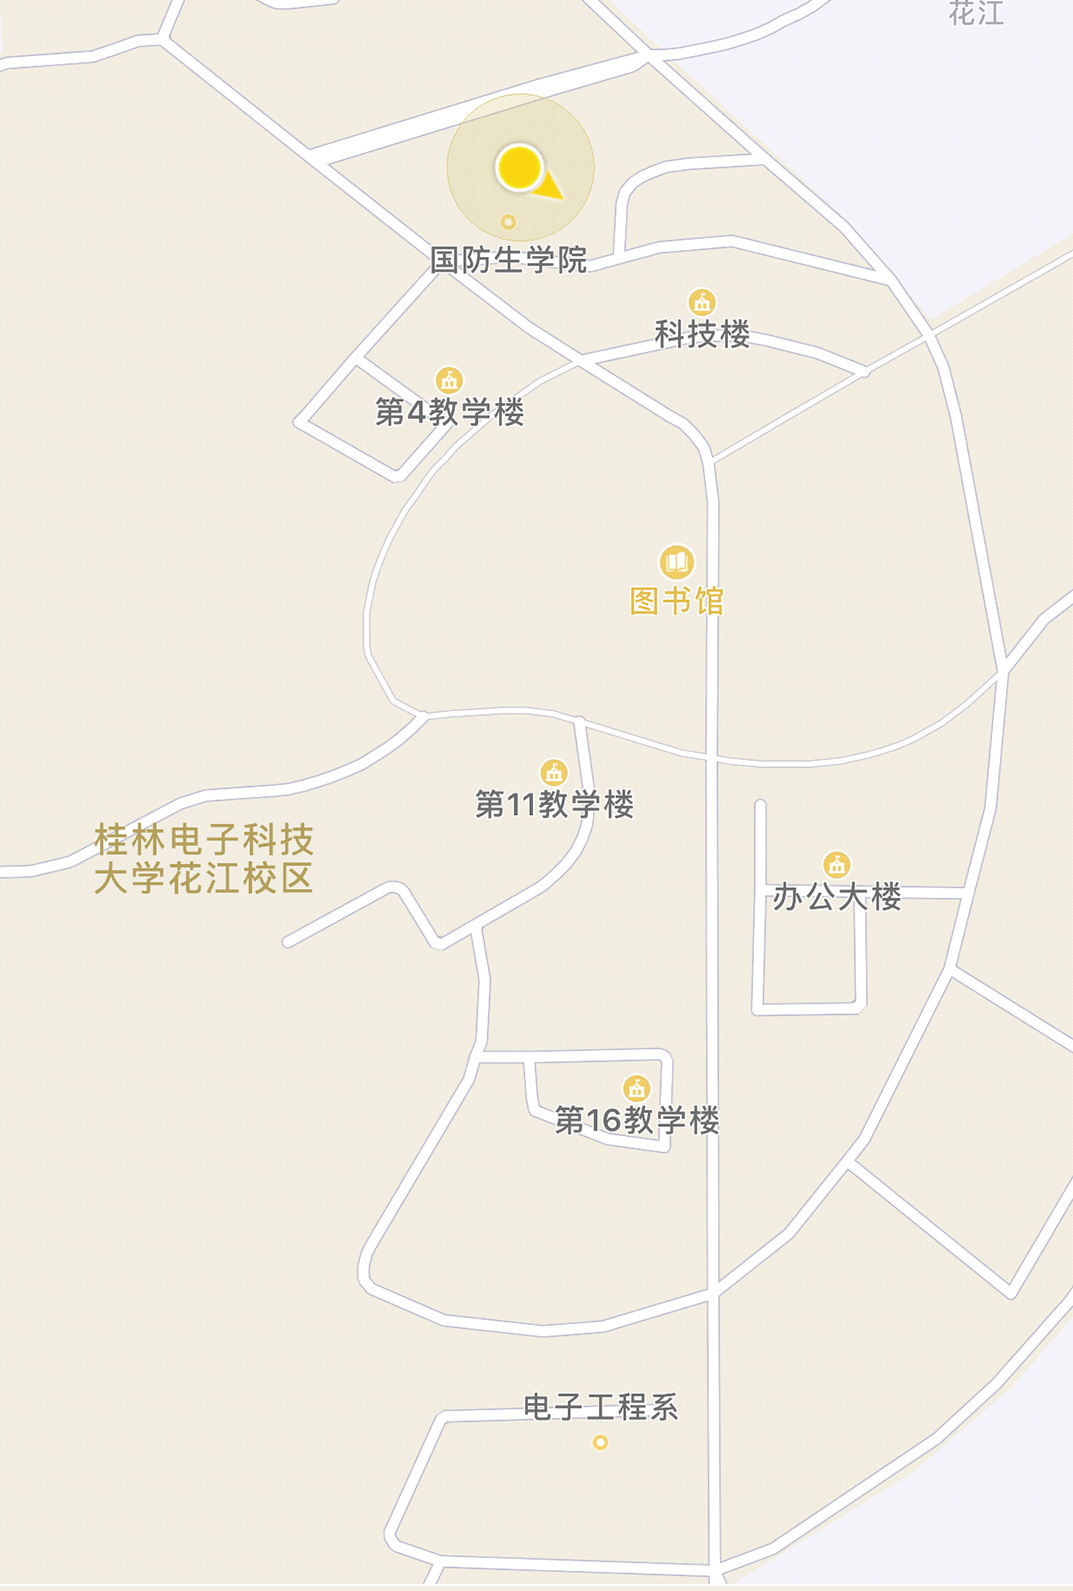 花江
国防生学院
科技楼
第4教学楼
图书馆
第11教学楼
桂林电子科技
大学花江校区
办公大楼
第16教学楼
电子工程系